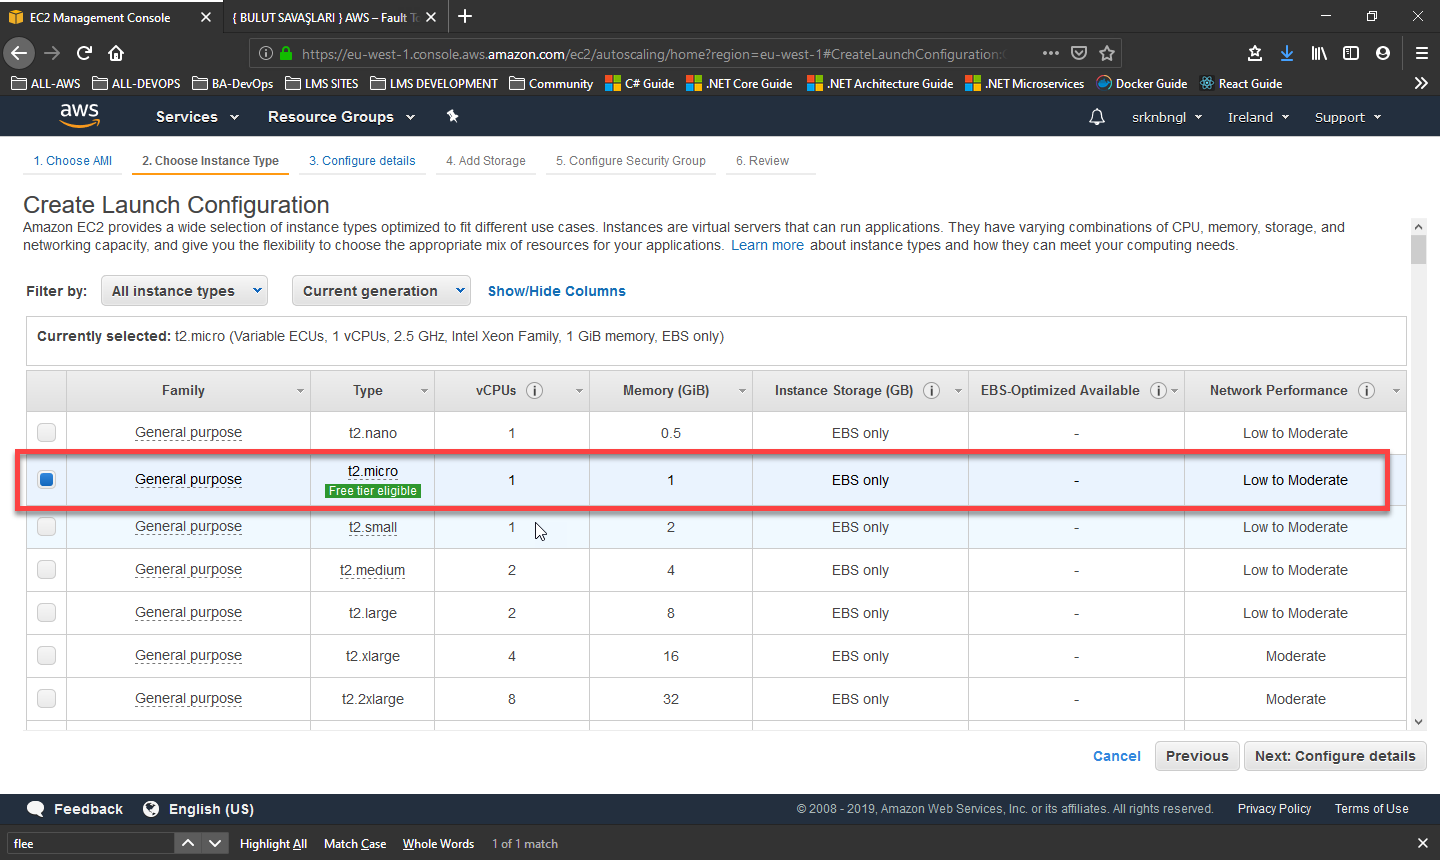 EC2 Management Console
{ BULUT SAVAŞLARI } AWS – Fault To
https://eu-west-1.console.aws.amazon.com/ec2/autoscaling/home?region=eu-west-1#CreateLaunchConfiguration:
ALL-AWS ALL-DEVOPS BA-DevOps LMS SITES LMS DEVELOPMENT Community C# Guide .NET Core Guide .NET Architecture Guide .NET Microservices Docker Guide React Guide
aws Services Resource Groups srknbngl Ireland Support
1. Choose AMI 2. Choose Instance Type 3. Configure details 4. Add Storage 5. Configure Security Group 6. Review
Create Launch Configuration
Amazon EC2 provides a wide selection of instance types optimized to fit different use cases. Instances are virtual servers that can run applications. They have varying combinations of CPU, memory, storage, and
networking capacity, and give you the flexibility to choose the appropriate mix of resources for your applications. Learn more about instance types and how they can meet your computing needs.
Filter by: All instance types Current generation Show/Hide Columns
Currently selected: t2.micro (Variable ECUs, 1 vCPUs, 2.5 GHz, Intel Xeon Family, 1 GiB memory, EBS only)
Family Type vCPUs Memory (GiB) Instance Storage (GB) EBS-Optimized Available Network Performance
General purpose t2.nano 1 0.5 EBS only - Low to Moderate
General purpose t2.micro 1 1 EBS only - Low to Moderate
Free tier eligible
General purpose t2.small 1 2 EBS only - Low to Moderate
General purpose t2.medium 2 4 EBS only - Low to Moderate
General purpose t2.large 2 8 EBS only - Low to Moderate
General purpose t2.xlarge 4 16 EBS only - Moderate
General purpose t2.2xlarge 8 32 EBS only - Moderate
Cancel Previous Next: Configure details
Feedback English (US) © 2008 - 2019, Amazon Web Services, Inc. or its affiliates. All rights reserved. Privacy Policy Terms of Use
flee Highlight All Match Case Whole Words 1 of 1 match